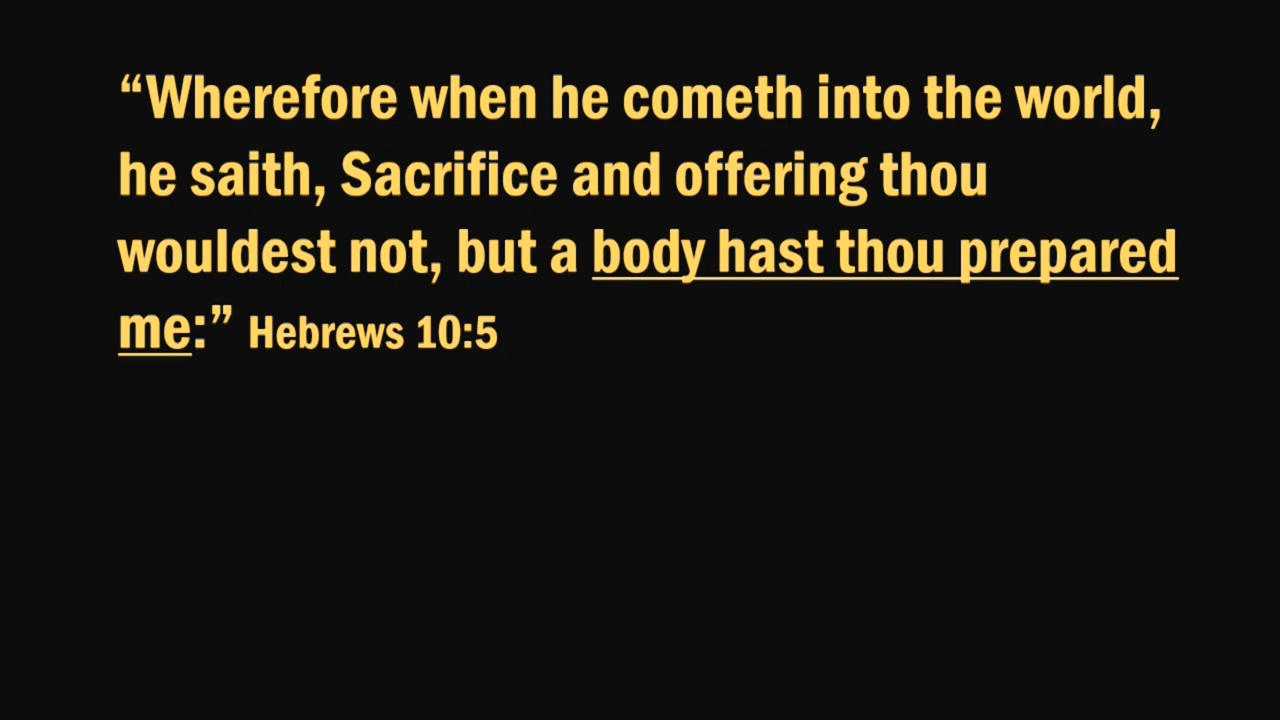 “Wherefore when he cometh into the world,
he saith, Sacrifice and offering thou
wouldest not, but a body hast thou prepared
me:” Hebrews 10:5